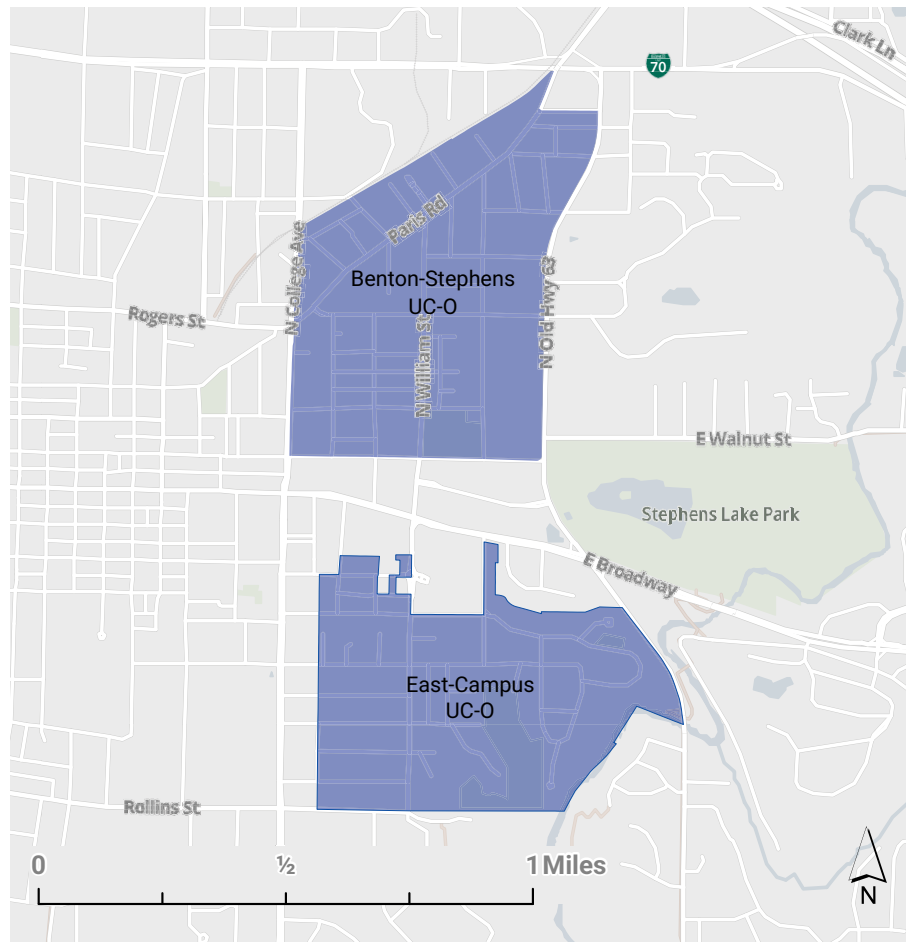 Clark Ln
70
Paris Rd
N College Ave
Benton-Stephens
UC-O
N Old Hwy 63
Rogers St
N William St
E Walnut St
Stephens Lake Park
E Broadway
East-Campus
UC-O
Rollins St
0 ½ 1 Miles
N